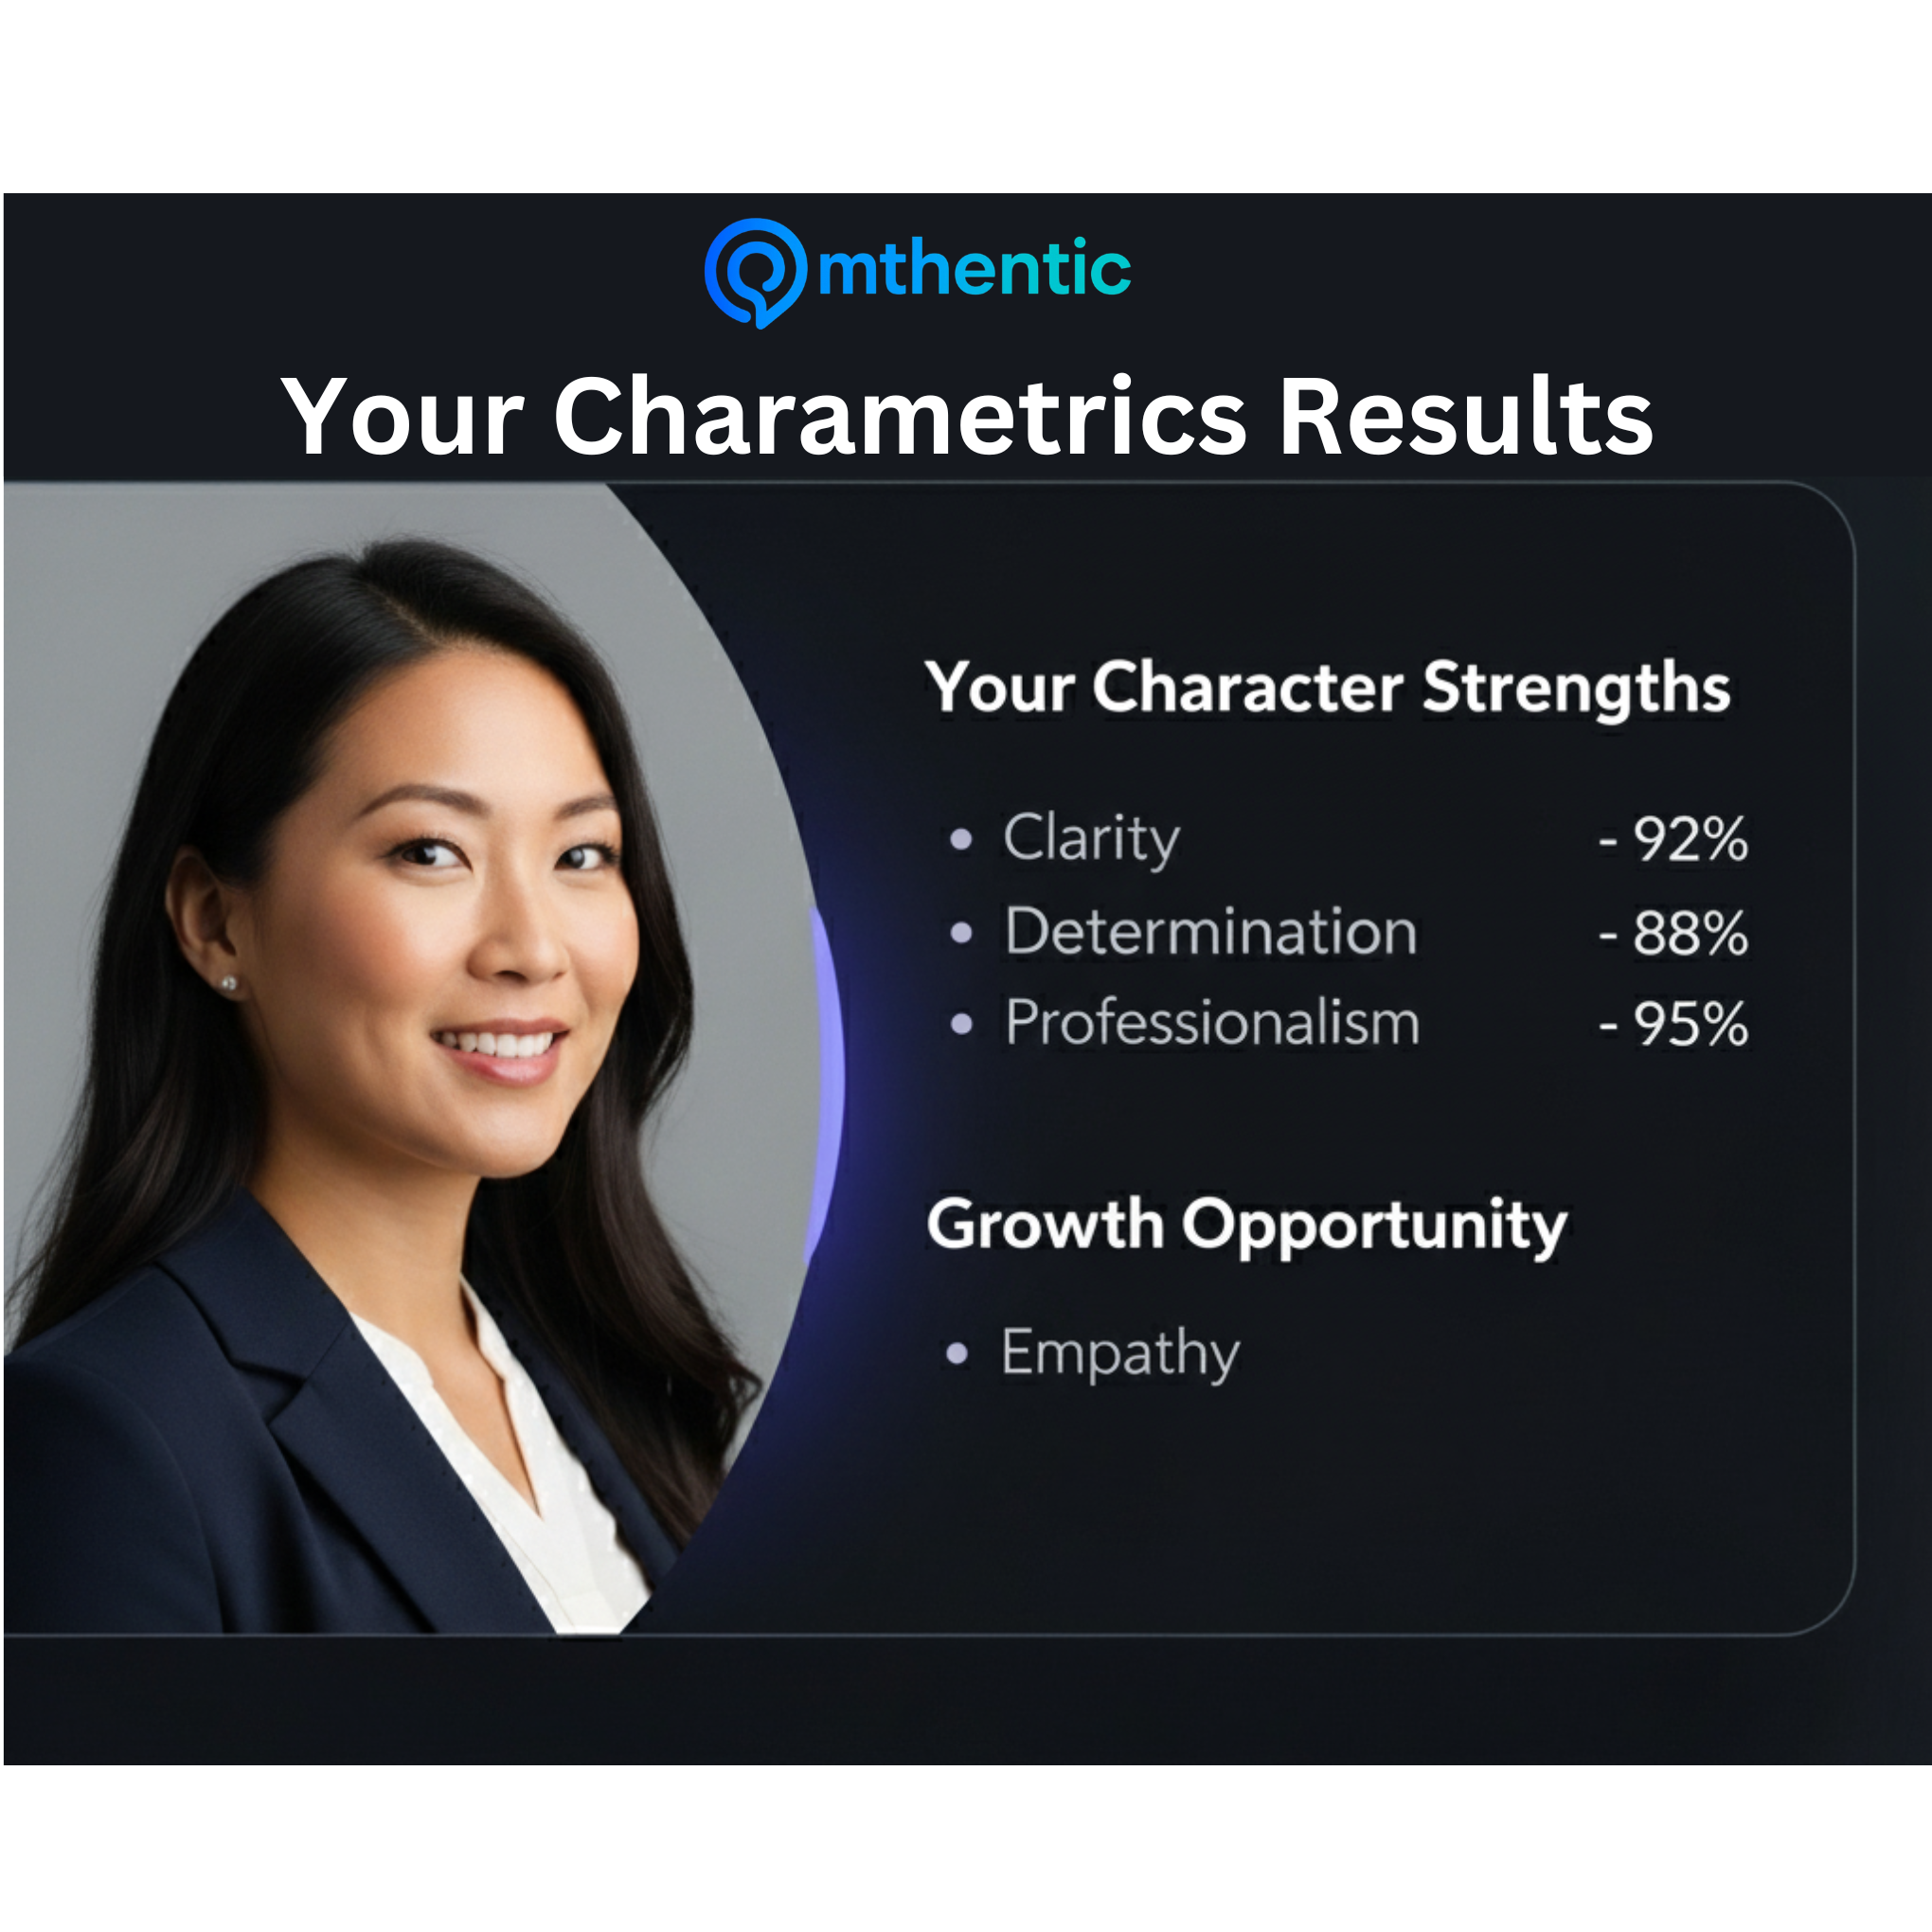 mthentic
Your Charametrics Results
Your Character Strengths
• Clarity - 92%
• Determination - 88%
• Professionalism - 95%
Growth Opportunity
• Empathy